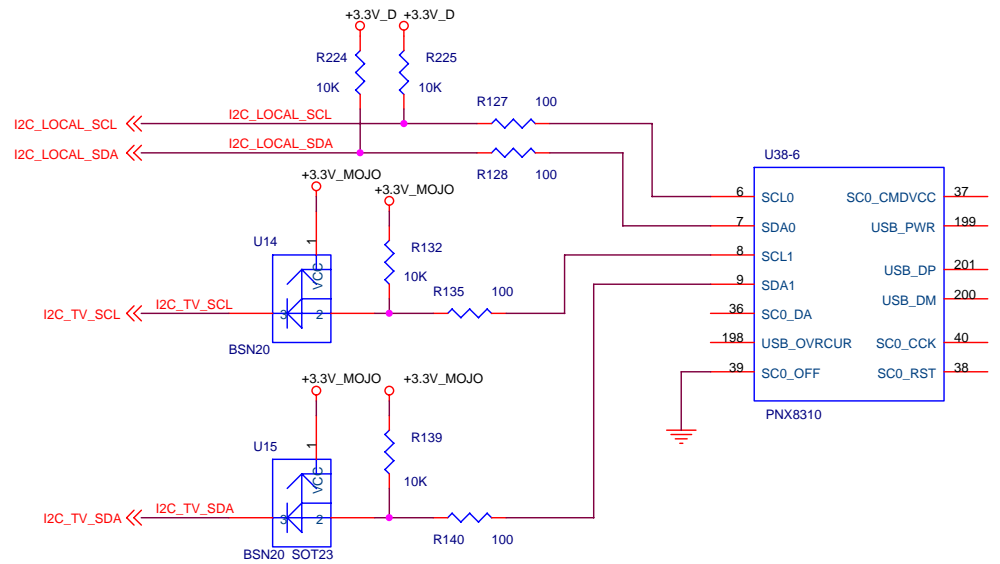 +3.3V_D
+3.3V_D
R224
R225
10K
10K
R127
100
I2C_LOCAL_SCL
I2C_LOCAL_SCL
I2C_LOCAL_SDA
I2C_LOCAL_SDA
R128
100
U38-6
+3.3V_MOJO
+3.3V_MOJO
6
SCL0
SC0_CMDVCC
37
7
SDA0
USB_PWR
199
U14
1
VCC
R132
8
SCL1
10K
USB_DP
201
9
SDA1
R135
100
USB_DM
200
I2C_TV_SCL
I2C_TV_SCL
3
2
36
SC0_DA
198
USB_OVRCUR
SC0_CCK
40
BSN20
39
SC0_OFF
SC0_RST
38
+3.3V_MOJO
+3.3V_MOJO
PNX8310
U15
1
VCC
R139
10K
I2C_TV_SDA
I2C_TV_SDA
3
2
R140
100
BSN20
SOT23